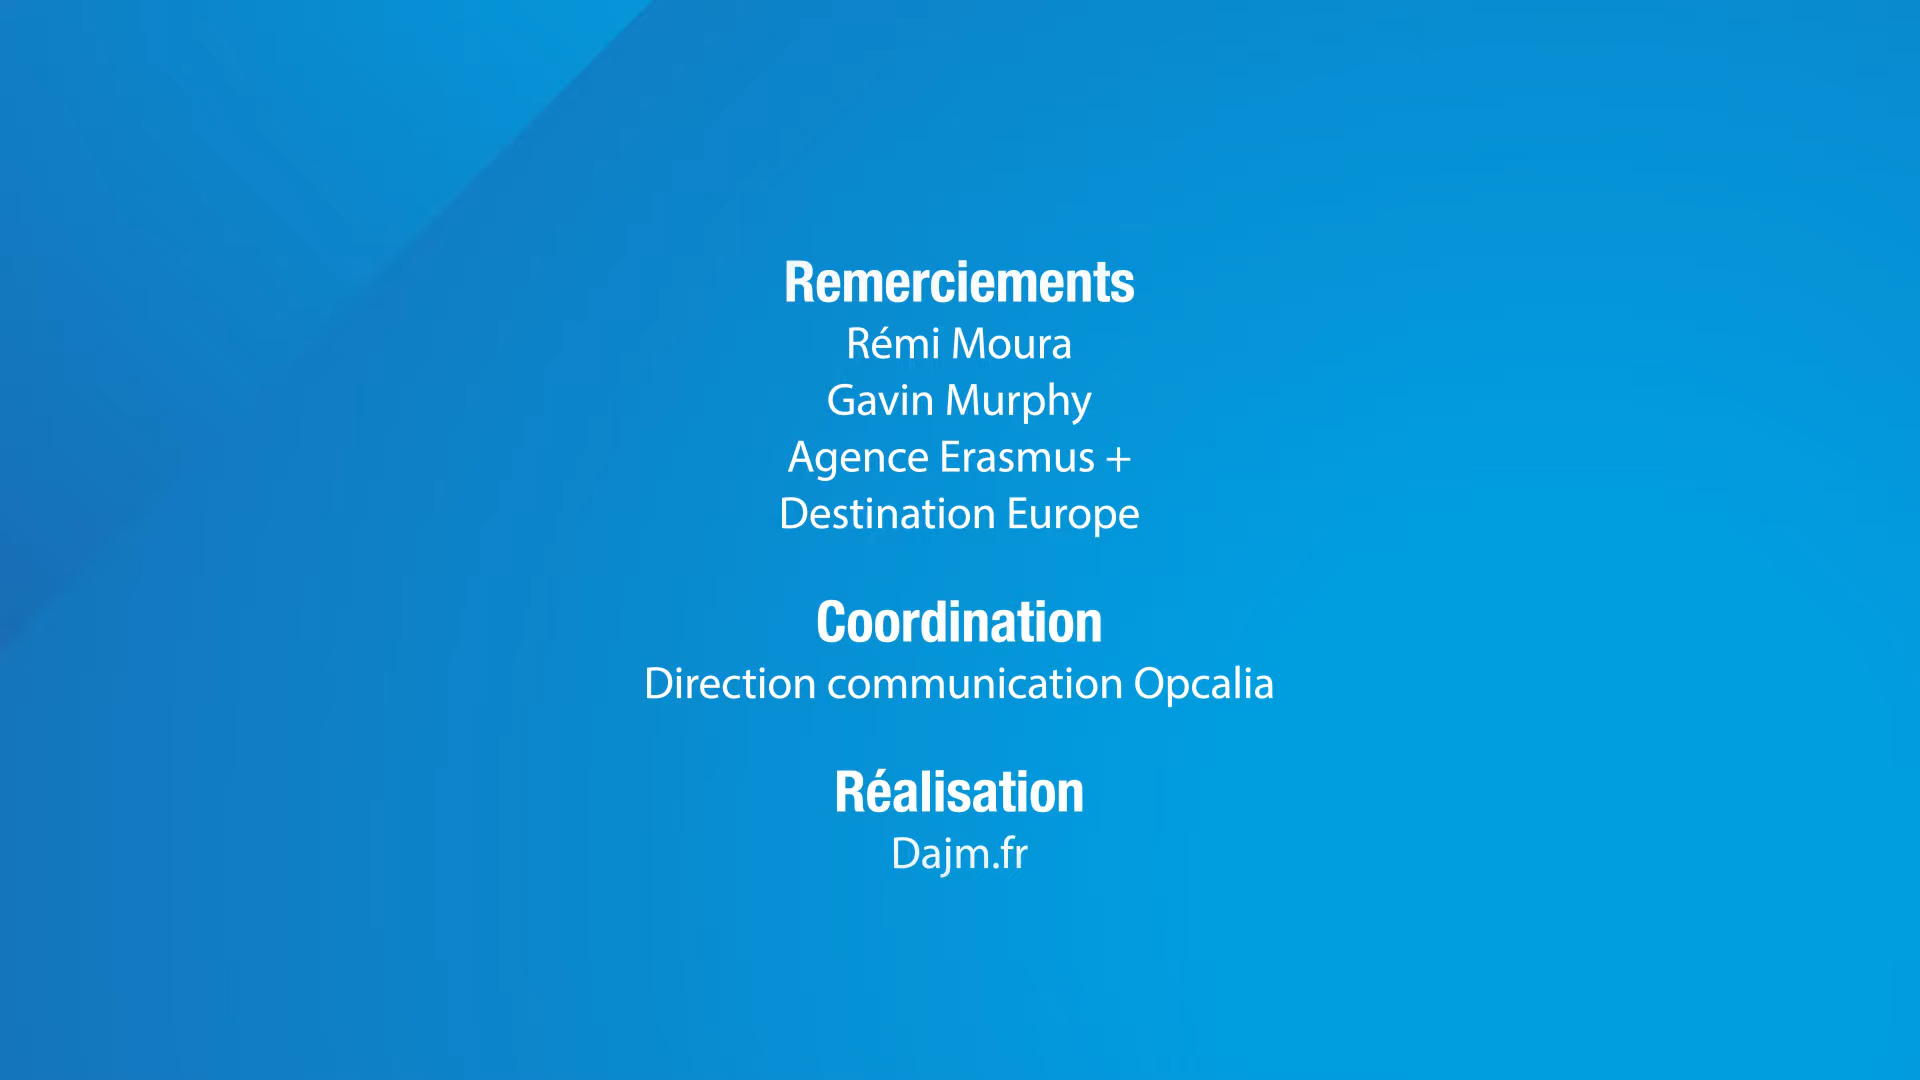 Remerciements
Rémi Moura
Gavin Murphy
Agence Erasmus +
Destination Europe
Coordination
Direction communication Opcalia
Réalisation
Dajm.fr